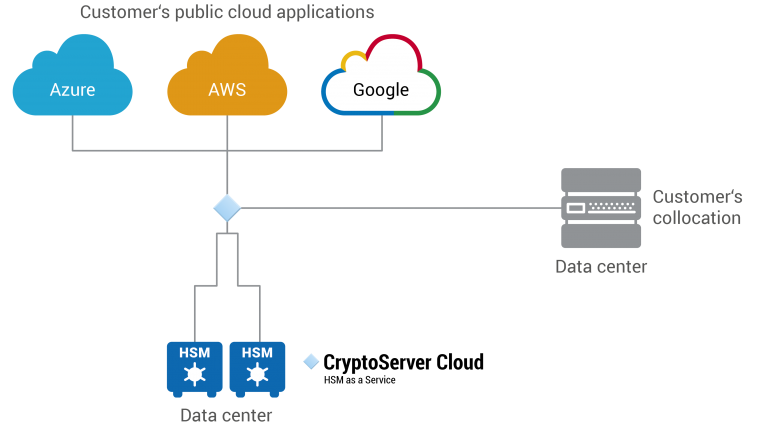 Customer‘s public cloud applications
Azure
AWS
Google
Customer‘s
collocation
Data center
HSM
HSM
CryptoServer Cloud
HSM as a Service
Data center